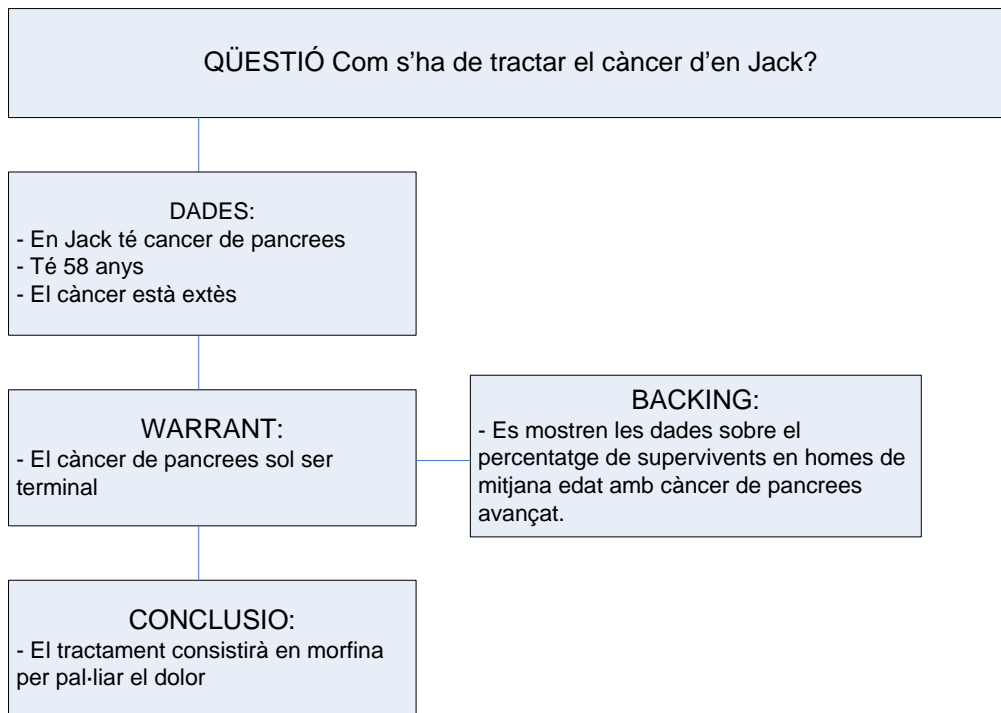 QÜESTIÓ Com s’ha de tractar el càncer d’en Jack?
DADES:
- En Jack té cancer de pancrees
- Té 58 anys
- El càncer està extès
WARRANT:
- El càncer de pancrees sol ser
terminal
BACKING:
- Es mostren les dades sobre el
percentatge de supervivents en homes de
mitjana edat amb càncer de pancrees
avançat.
CONCLUSIO:
- El tractament consistirà en morfina
per pal·liar el dolor